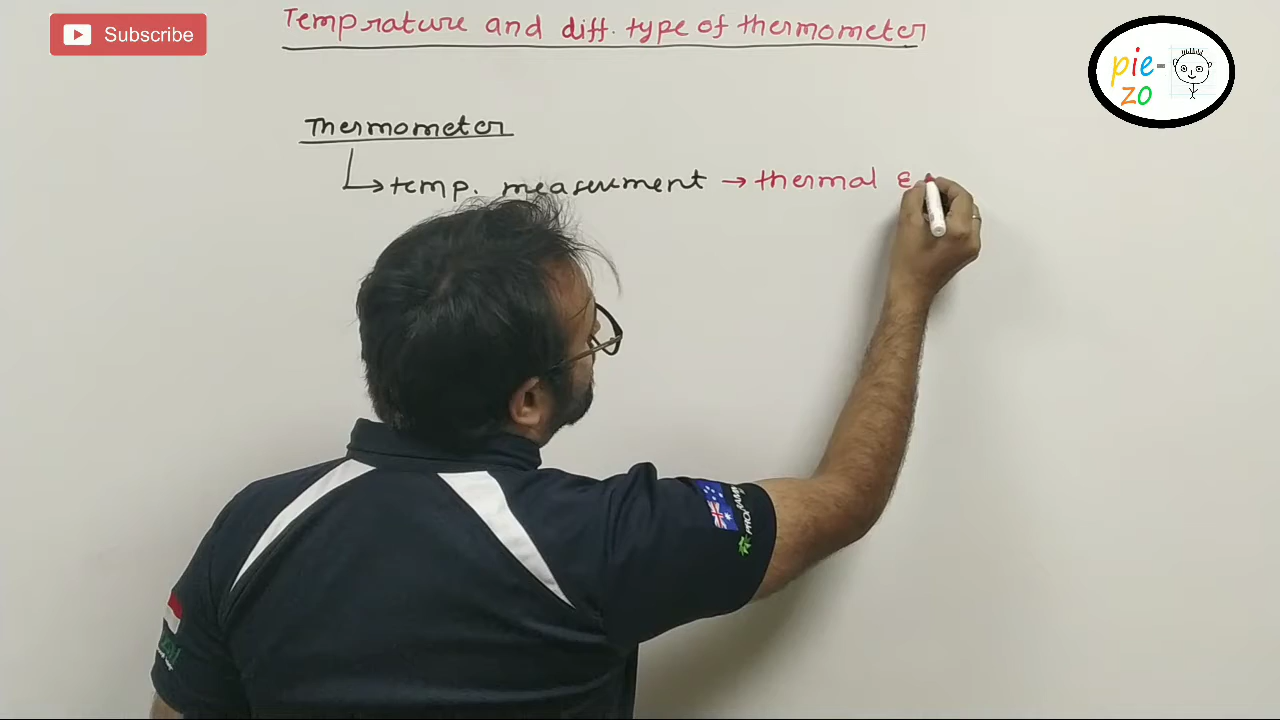 Subscribe
Temprature and diff. type of thermometer
pie-
zo
Thermometer
temp. measurment → thermal